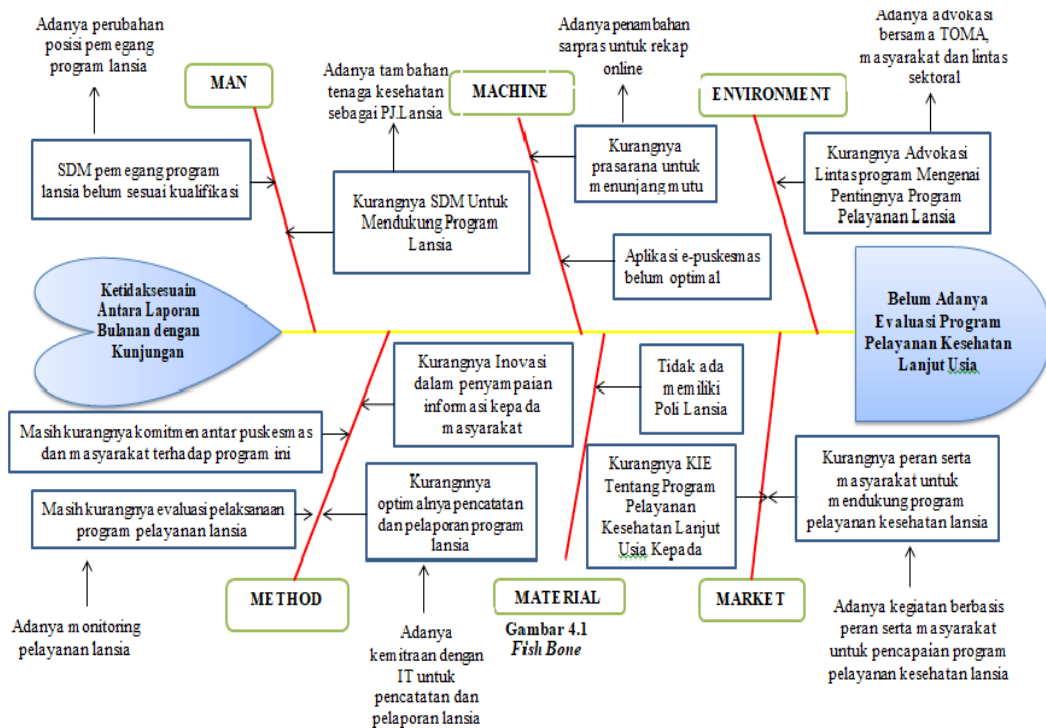 Adanya perubahan
posisi pemegang
program lansia
MAN
SDM pemegang program
lansia belum sesuai kualifikasi
Adanya tambahan
tenaga kesehatan
sebagai PJ.Lansia
Kurangnya SDM Untuk
Mendukung Program
Lansia
Adanya penambahan
sarpras untuk rekap
online
MACHINE
Kurangnya
prasarana untuk
menunjang mutu
Aplikasi e-puskesmas
belum optimal
Adanya advokasi
bersama TOMA,
masyarakat dan lintas
sektoral
ENVIRONMENT
Kurangnya Advokasi
Lintas program Mengenai
Pentingnya Program
Pelayanan Lansia
Ketidaksesuain
Antara Laporan
Bulanan dengan
Kunjungan
Belum Adanya
Evaluasi Program
Pelayanan Kesehatan
Lanjut Usia
Kurangnya Inovasi
dalam penyampaian
informasi kepada
masyarakat
Masih kurangnya komitmen antar puskesmas
dan masyarakat terhadap program ini
Masih kurangnya evaluasi pelaksanaan
program pelayanan lansia
Kurangnnya
optimalnya pencatatan
dan pelaporan program
lansia
METHOD
Adanya monitoring
pelayanan lansia
Adanya
kemitraan dengan
IT untuk
pencatatan dan
pelaporan lansia
Tidak ada
memiliki
Poli Lansia
MATERIAL
Kurangnya KIE
Tentang Program
Pelayanan
Kesehatan Lanjut
Usia Kepada
Kurangnya peran serta
masyarakat untuk
mendukung program
pelayanan kesehatan lansia
MARKET
Adanya kegiatan berbasis
peran serta masyarakat
untuk pencapaian program
pelayanan kesehatan lansia
Gambar 4.1
Fish Bone